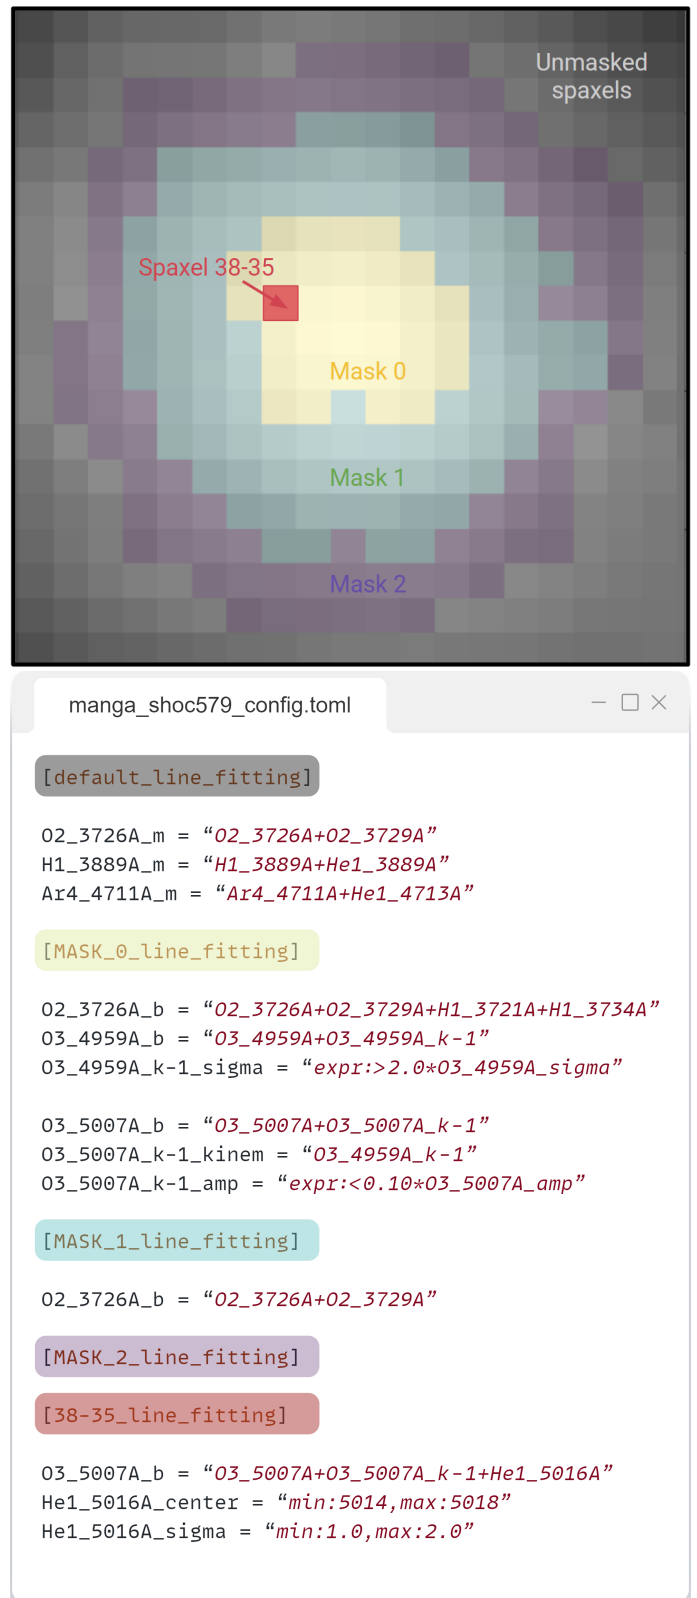 Unmasked
spaxels
Spaxel 38-35
Mask 0
Mask 1
Mask 2
manga_shoc579_config.toml
[default_line_fitting]
O2_3726A_m = “O2_3726A+O2_3729A”
H1_3889A_m = “H1_3889A+He1_3889A”
Ar4_4711A_m = “Ar4_4711A+He1_4713A”
[MASK_0_line_fitting]
O2_3726A_b = “O2_3726A+O2_3729A+H1_3721A+H1_3734A”
O3_4959A_b = “O3_4959A+O3_4959A_k-1”
O3_4959A_k-1_sigma = “expr:>2.0*O3_4959A_sigma”
O3_5007A_b = “O3_5007A+O3_5007A_k-1”
O3_5007A_k-1_kinem = “O3_4959A_k-1”
O3_5007A_k-1_amp = “expr:<0.10*O3_5007A_amp”
[MASK_1_line_fitting]
O2_3726A_b = “O2_3726A+O2_3729A”
[MASK_2_line_fitting]
[38-35_line_fitting]
O3_5007A_b = “O3_5007A+O3_5007A_k-1+He1_5016A”
He1_5016A_center = “min:5014,max:5018”
He1_5016A_sigma = “min:1.0,max:2.0”